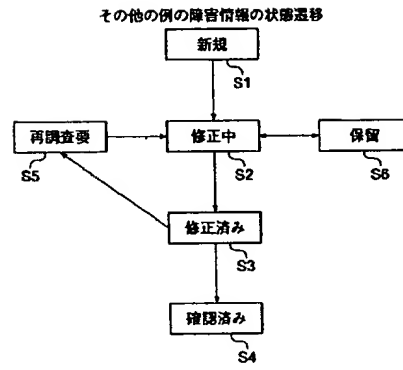 その他の例の障害情報の状態遷移
新規
S1
再調査要
修正中
保留
S5
S2
S6
修正済み
S3
確認済み
S4